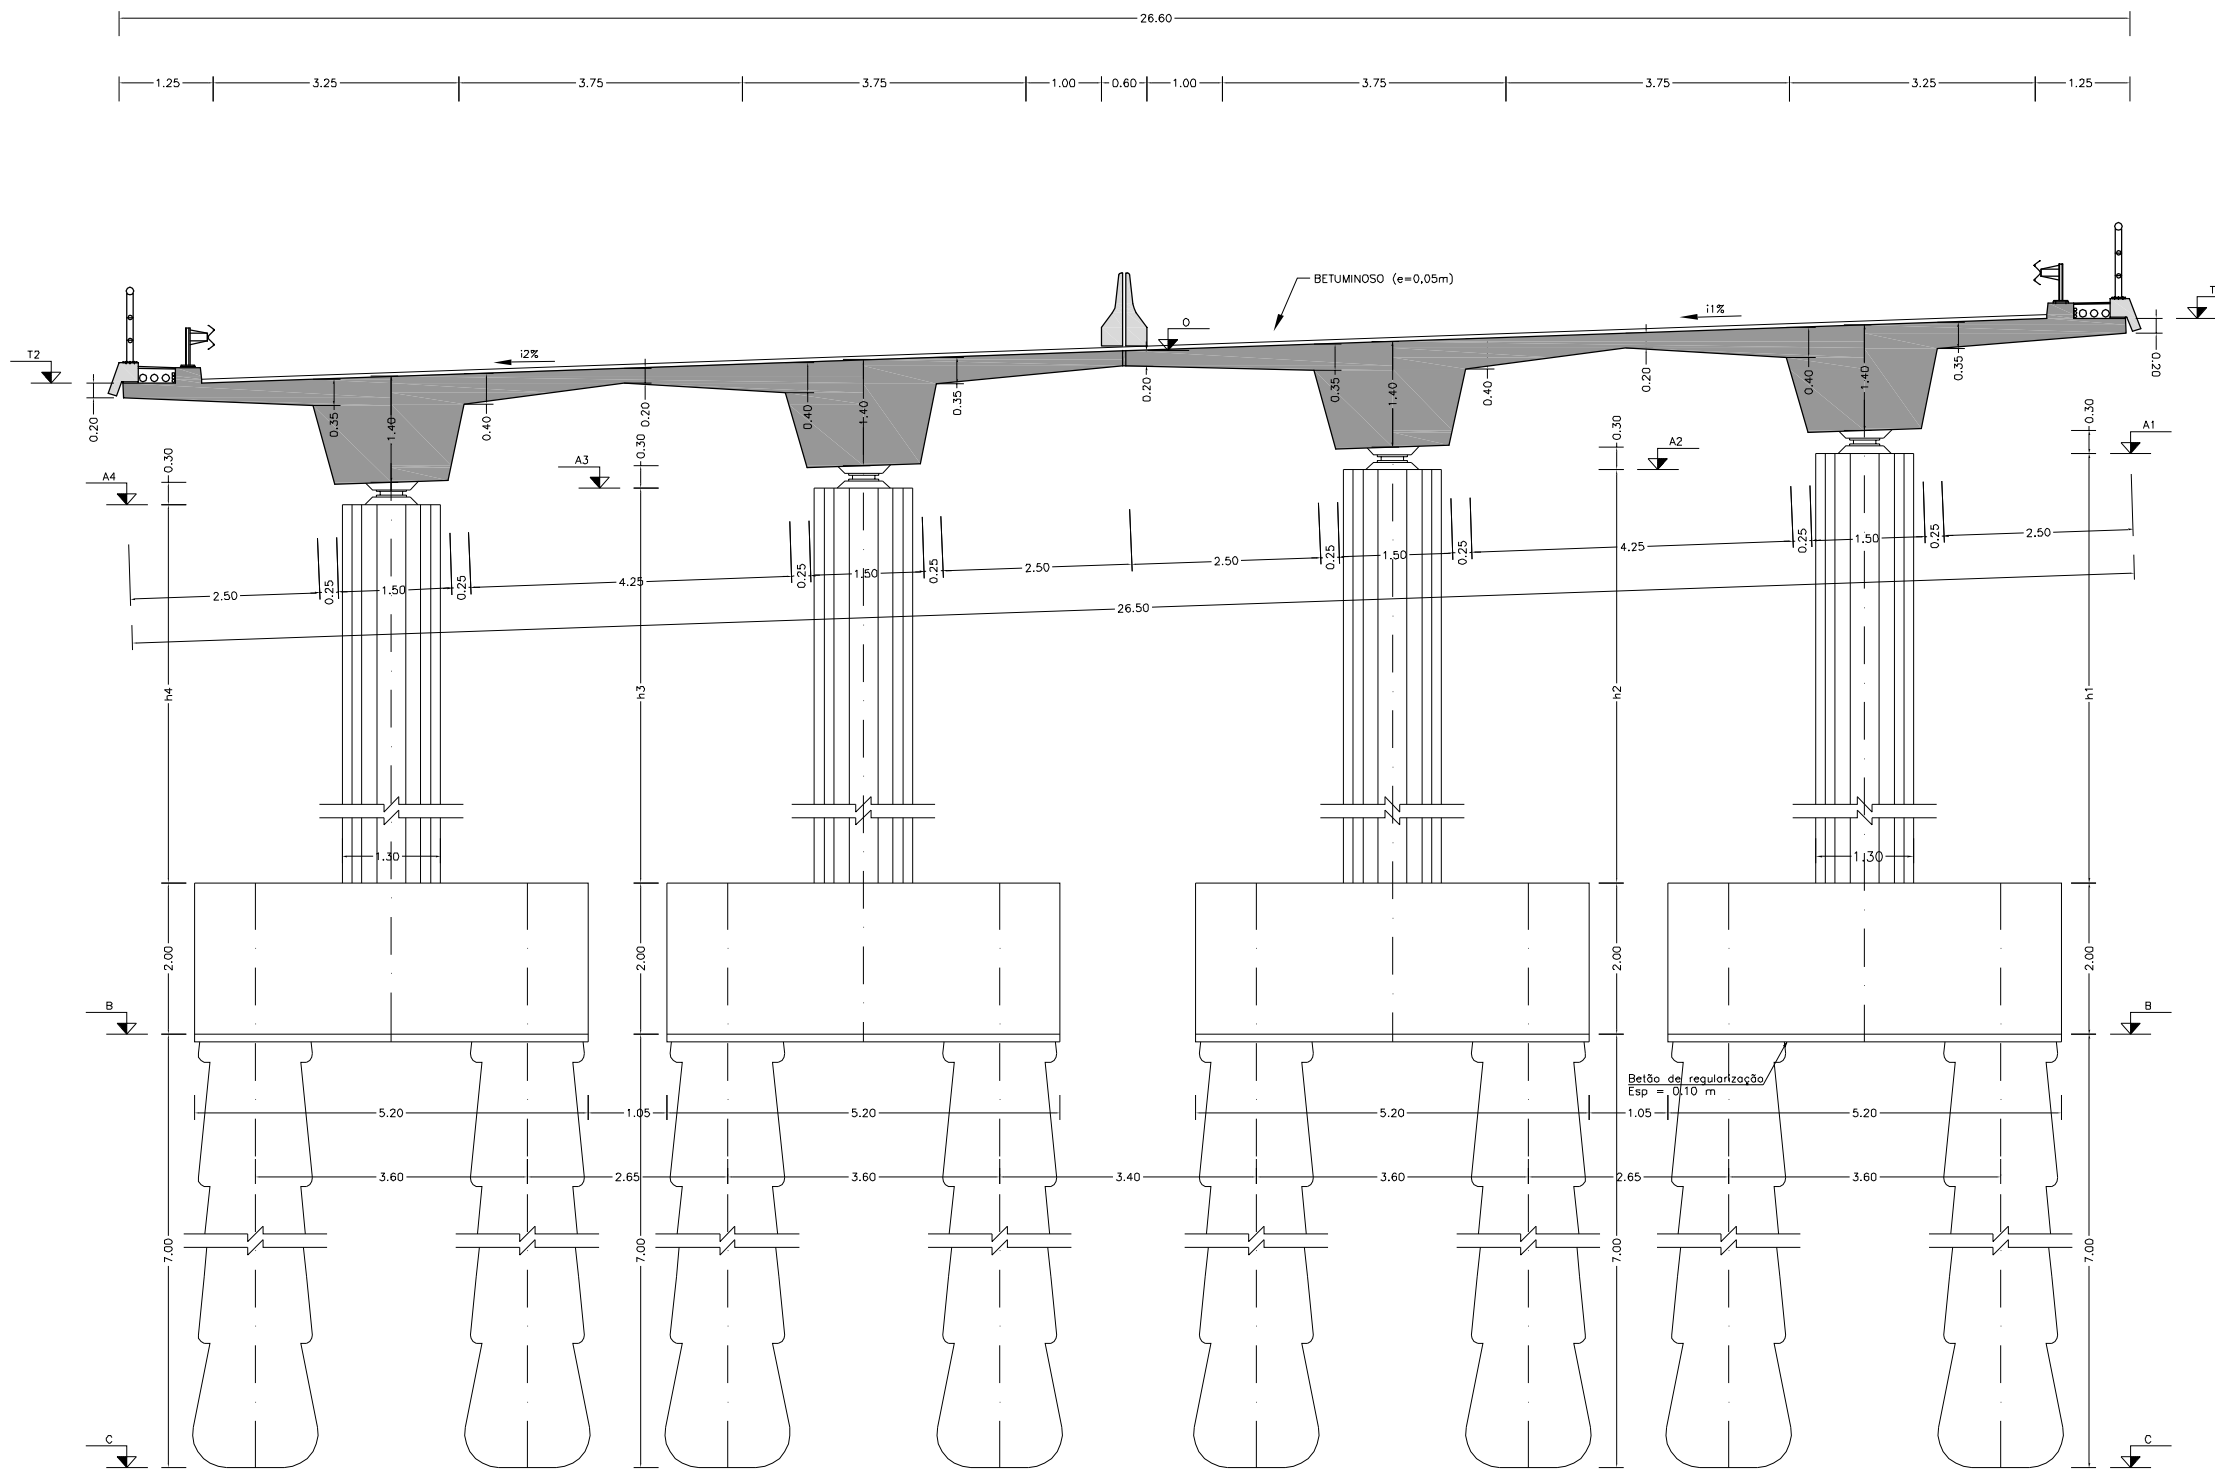 26.60
1.25 3.25 3.75 3.75 1.00 0.60 1.00 3.75 3.75 3.25 1.25
BETUMINOSO (e=0,05m)
T
i1%
O
i2%
T2
0.20 0.35 1.40 0.40 0.20 0.40 1.40 0.35 0.20 0.35 1.40 0.40 0.20 0.40 1.40 0.35 0.20
0.30 0.30 0.30 0.30
A4 A3 A2 A1
2.50 0.25 1.50 0.25 4.25 0.25 1.50 0.25 2.50 2.50 0.25 1.50 0.25 4.25 0.25 1.50 0.25 2.50
26.50
h4 h3 h2 h1
1.30 1.30
2.00 2.00 2.00 2.00
B B
Betão de regularização
Esp = 0,10 m
5.20 1.05 5.20 5.20 1.05 5.20
3.60 2.65 3.60 3.40 3.60 2.65 3.60
7.00 7.00 7.00 7.00
C C